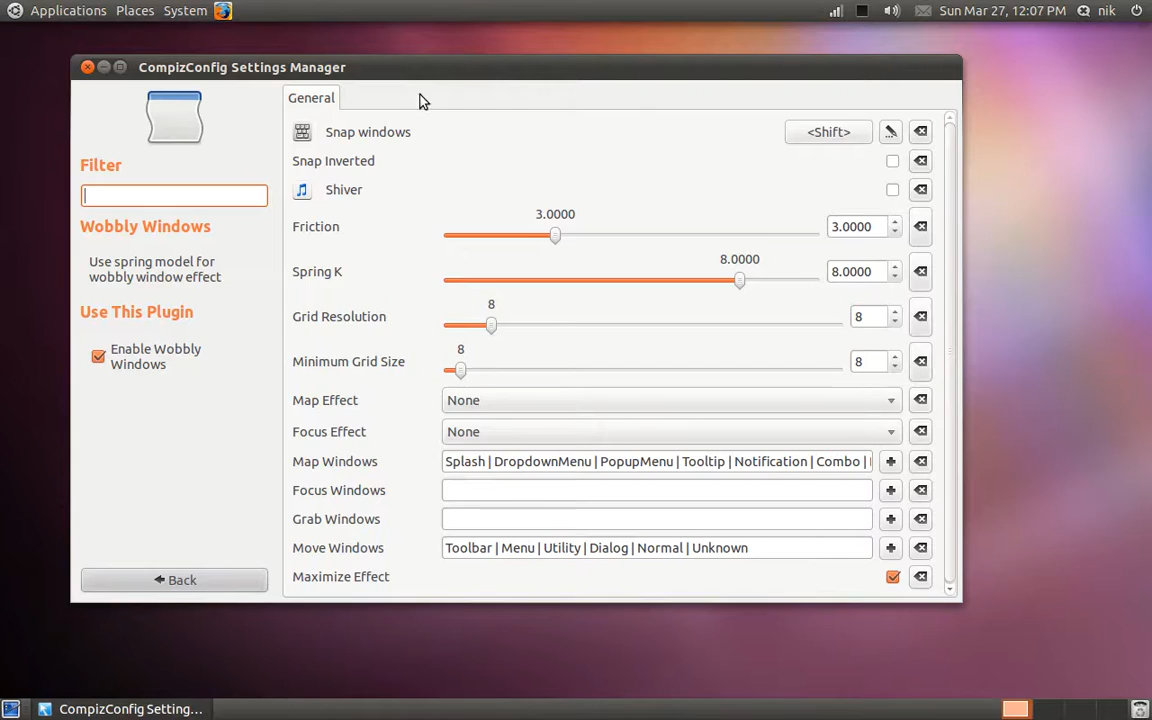 Applications Places System
Sun Mar 27, 12:07 PM nik
CompizConfig Settings Manager
Filter
Wobbly Windows
Use spring model for
wobbly window effect
Use This Plugin
Enable Wobbly
Windows
Back
General
Snap windows <Shift>
Snap Inverted
Shiver
3.0000
Friction 3.0000
8.0000
Spring K 8.0000
8
Grid Resolution 8
8
Minimum Grid Size 8
Map Effect None
Focus Effect None
Map Windows Splash | DropdownMenu | PopupMenu | Tooltip | Notification | Combo |
Focus Windows
Grab Windows
Move Windows Toolbar | Menu | Utility | Dialog | Normal | Unknown
Maximize Effect
CompizConfig Setting...